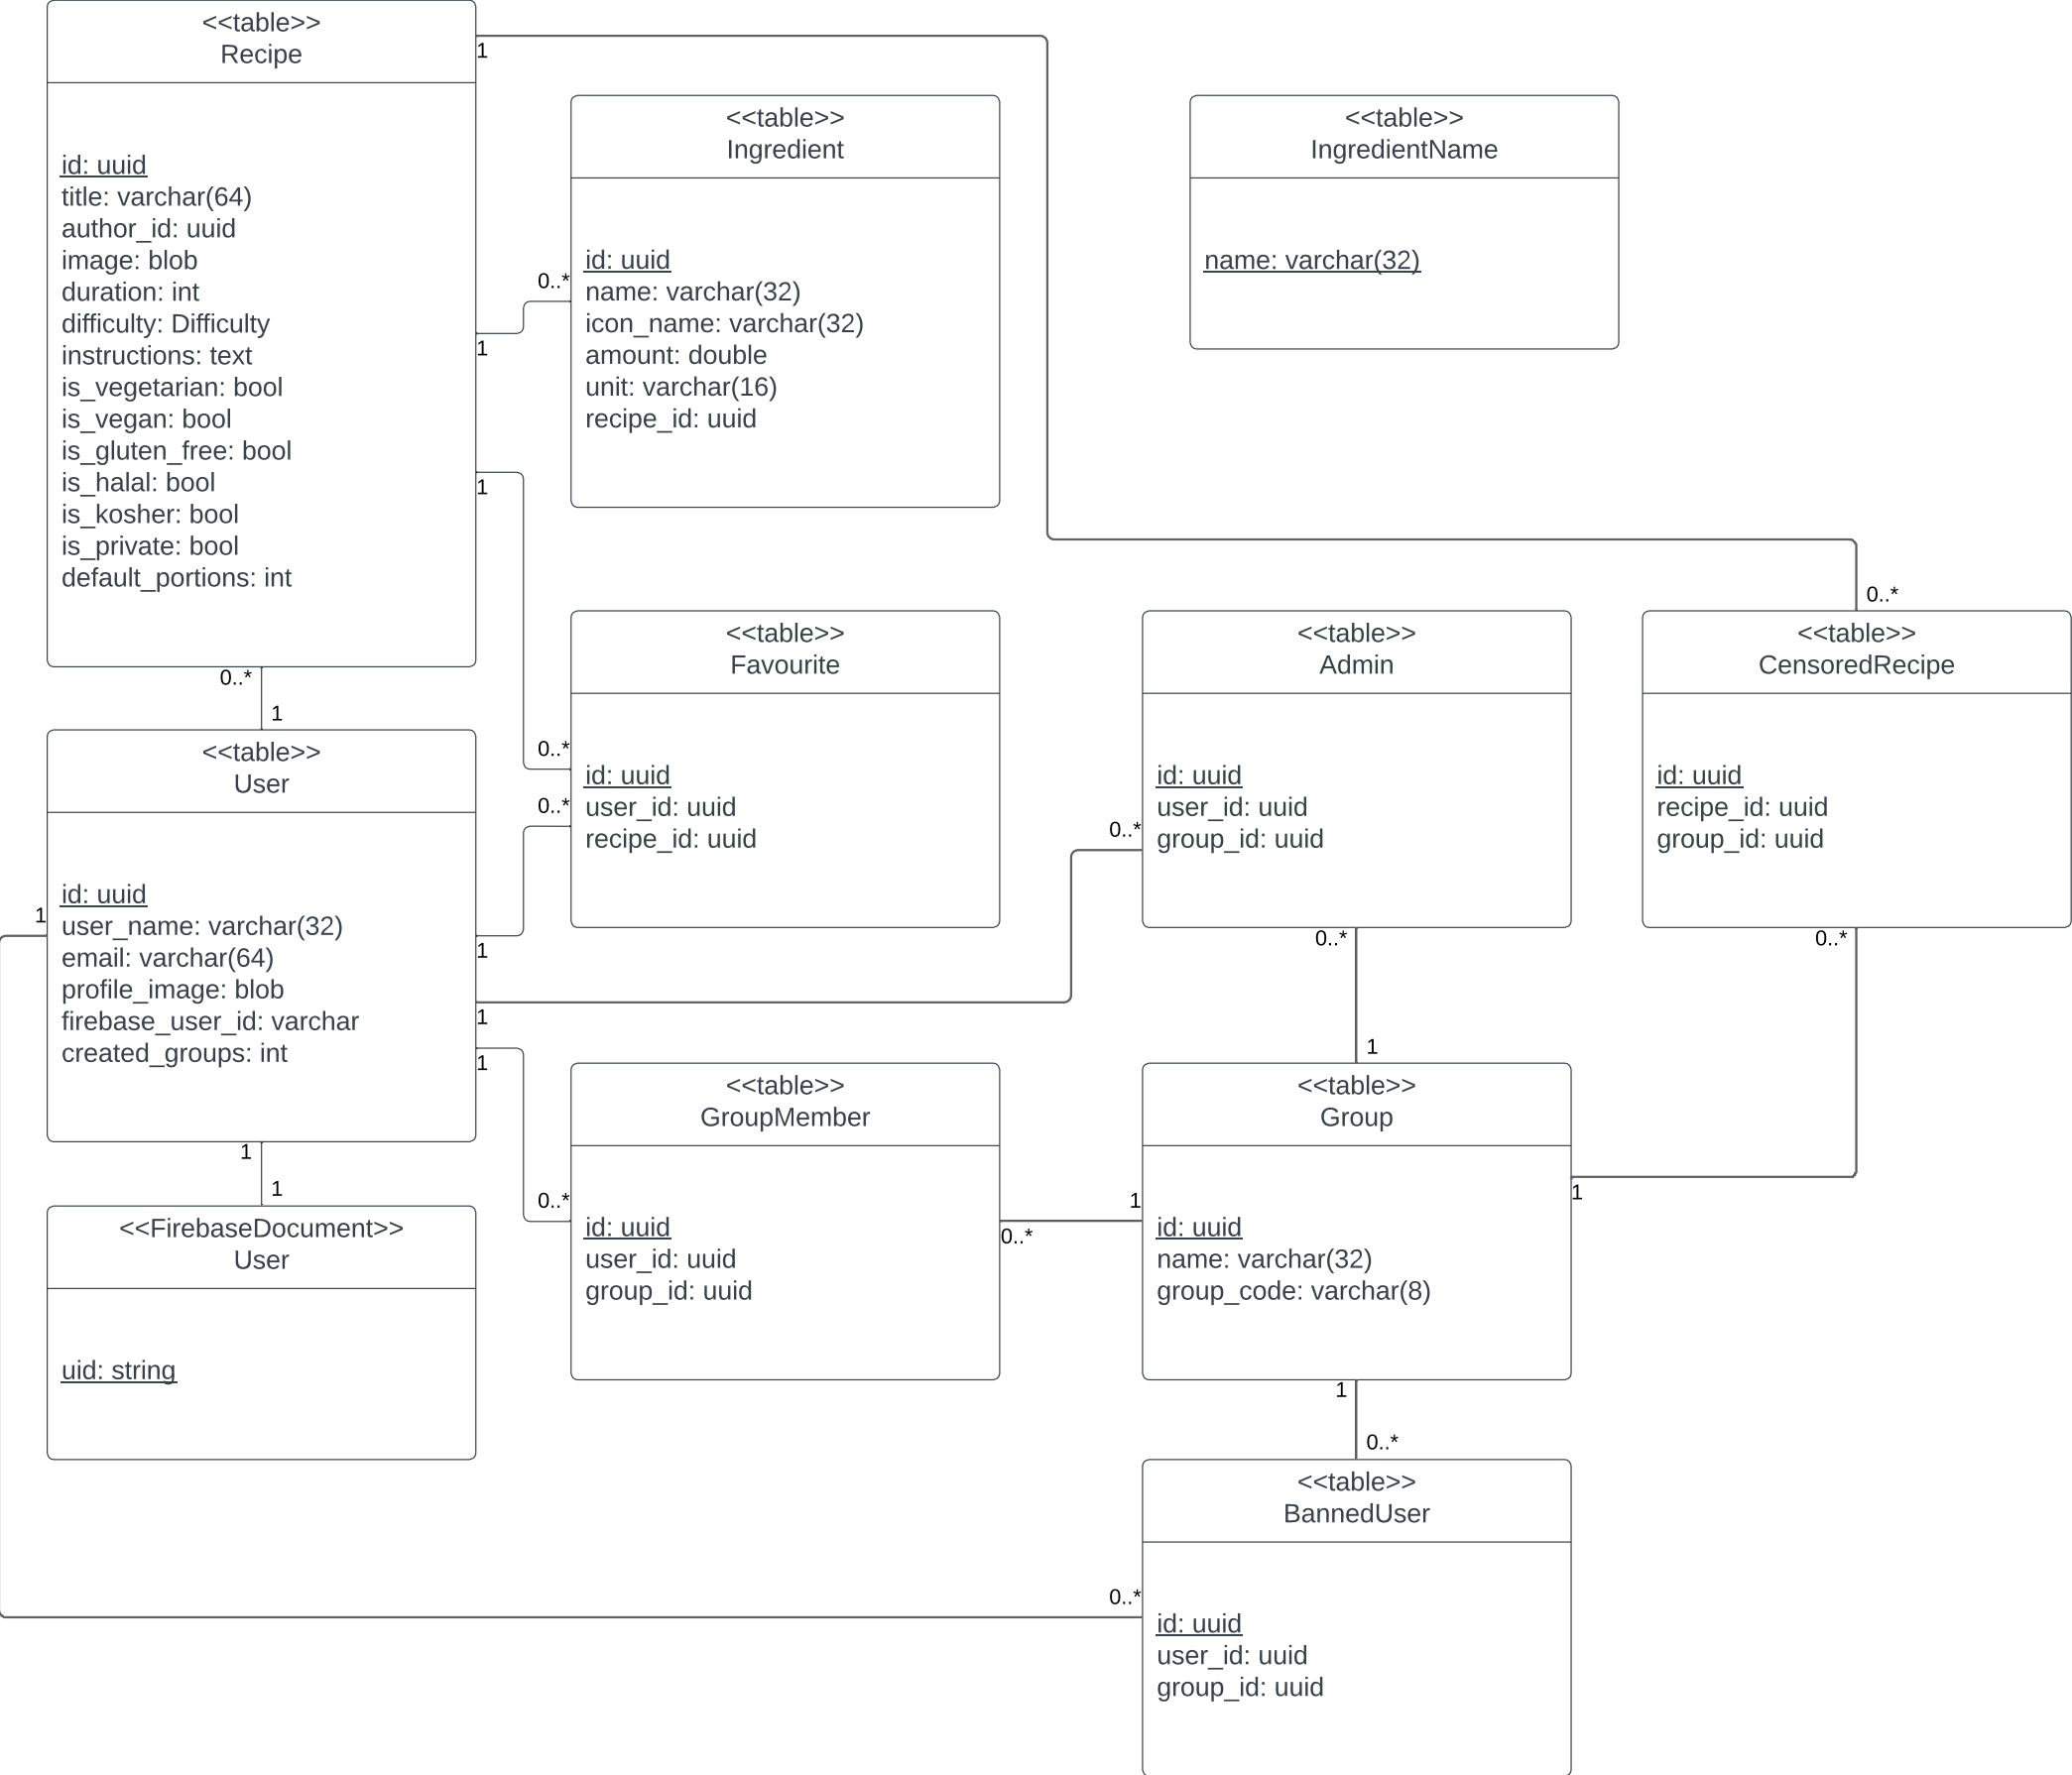 <<table>>
Recipe
id: uuid
title: varchar(64)
author_id: uuid
image: blob
duration: int
difficulty: Difficulty
instructions: text
is_vegetarian: bool
is_vegan: bool
is_gluten_free: bool
is_halal: bool
is_kosher: bool
is_private: bool
default_portions: int
1
1
1
0..*
<<table>>
Ingredient
id: uuid
name: varchar(32)
icon_name: varchar(32)
amount: double
unit: varchar(16)
recipe_id: uuid
0..*
<<table>>
IngredientName
name: varchar(32)
<<table>>
Favourite
id: uuid
user_id: uuid
recipe_id: uuid
0..*
0..*
<<table>>
Admin
id: uuid
user_id: uuid
group_id: uuid
0..*
0..*
<<table>>
CensoredRecipe
id: uuid
recipe_id: uuid
group_id: uuid
0..*
0..*
1
<<table>>
User
id: uuid
user_name: varchar(32)
email: varchar(64)
profile_image: blob
firebase_user_id: varchar
created_groups: int
1
1
1
1
1
<<table>>
GroupMember
id: uuid
user_id: uuid
group_id: uuid
0..*
0..*
<<table>>
Group
id: uuid
name: varchar(32)
group_code: varchar(8)
1
1
1
1
1
<<FirebaseDocument>>
User
uid: string
<<table>>
BannedUser
id: uuid
user_id: uuid
group_id: uuid
0..*
0..*